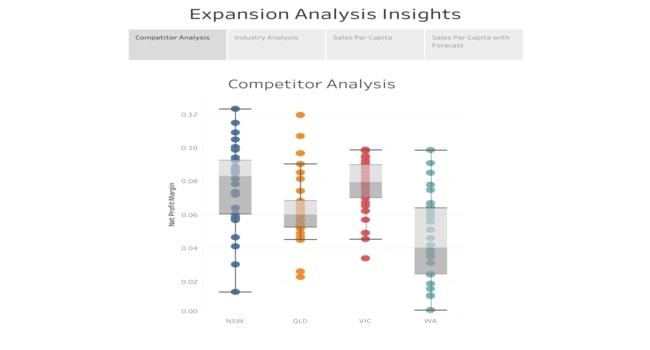 Expansion Analysis Insights
Competitor Analysis
Industry Analysis
Sales Per Capita
Sales Per Capita with
Forecast
Competitor Analysis
Net Profit Margin
0.12
0.10
0.08
0.06
0.04
0.02
0.00
NSW
QLD
VIC
WA